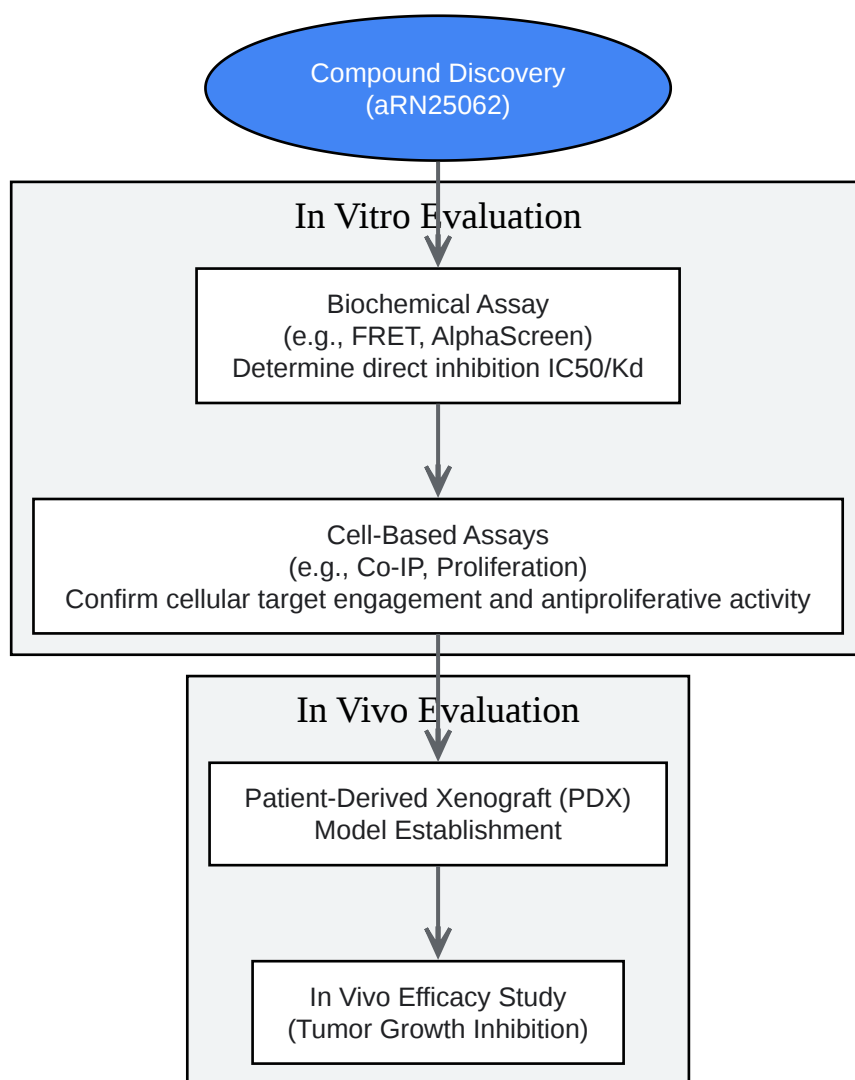 Compound Discovery
(aRN25062)
In Vitro Evaluation
Biochemical Assay
(e.g., FRET, AlphaScreen)
Determine direct inhibition IC50/Kd
Cell-Based Assays
(e.g., Co-IP, Proliferation)
Confirm cellular target engagement and antiproliferative activity
In Vivo Evaluation
Patient-Derived Xenograft (PDX)
Model Establishment
In Vivo Efficacy Study
(Tumor Growth Inhibition)